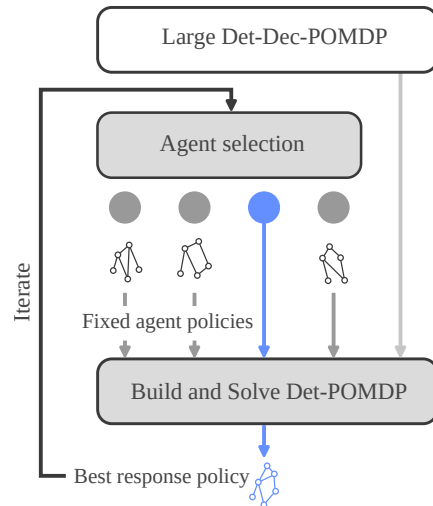 Large Det-Dec-POMDP
Agent selection
Iterate
Fixed agent policies
Build and Solve Det-POMDP
Best response policy